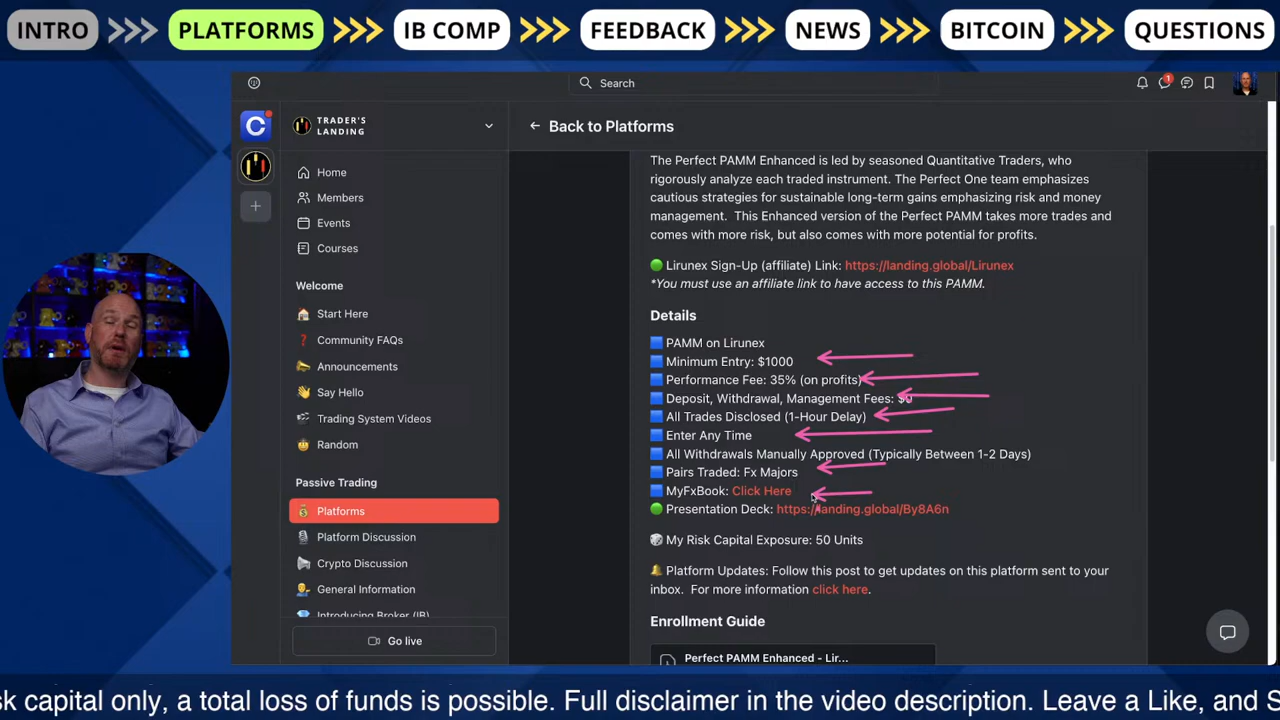 INTRO
PLATFORMS
IB COMP
FEEDBACK
NEWS
BITCOIN
QUESTIONS
Search
1
TRADER'S
LANDING
Back to Platforms
Home
Members
Events
Courses
Welcome
Start Here
Community FAQs
Announcements
Say Hello
Trading System Videos
Random
Passive Trading
Platforms
Platform Discussion
Crypto Discussion
General Information
Introducing Broker (IB)
Go live
The Perfect PAMM Enhanced is led by seasoned Quantitative Traders, who
rigorously analyze each traded instrument. The Perfect One team emphasizes
cautious strategies for sustainable long-term gains emphasizing risk and money
management. This Enhanced version of the Perfect PAMM takes more trades and
comes with more risk, but also comes with more potential for profits.
Lirunex Sign-Up (affiliate) Link: https://landing.global/Lirunex
*You must use an affiliate link to have access to this PAMM.
Details
PAMM on Lirunex
Minimum Entry: $1000
Performance Fee: 35% (on profits)
Deposit, Withdrawal, Management Fees: $0
All Trades Disclosed (1-Hour Delay)
Enter Any Time
All Withdrawals Manually Approved (Typically Between 1-2 Days)
Pairs Traded: Fx Majors
MyFxBook: Click Here
Presentation Deck: https://landing.global/By8A6n
My Risk Capital Exposure: 50 Units
Platform Updates: Follow this post to get updates on this platform sent to your
inbox. For more information click here.
Enrollment Guide
Perfect PAMM Enhanced - Lir...
sk capital only, a total loss of funds is possible. Full disclaimer in the video description. Leave a Like, and S